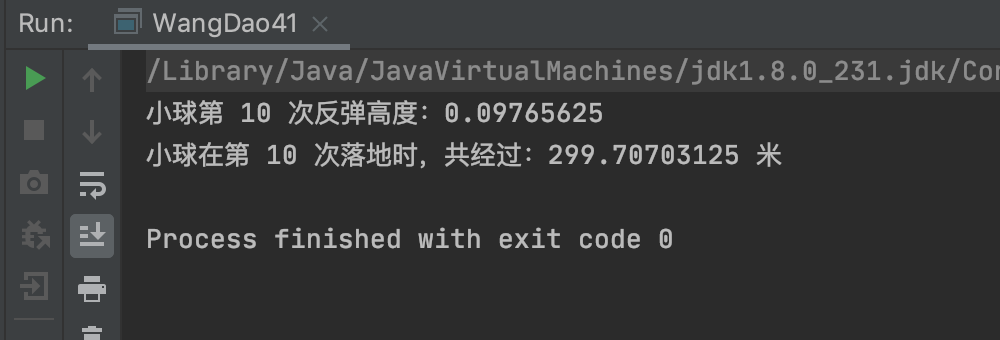 Run: WangDao41
/Library/Java/JavaVirtualMachines/jdk1.8.0_231.jdk/Con
小球第 10 次反弹高度：0.09765625
小球在第 10 次落地时，共经过：299.70703125 米
Process finished with exit code 0